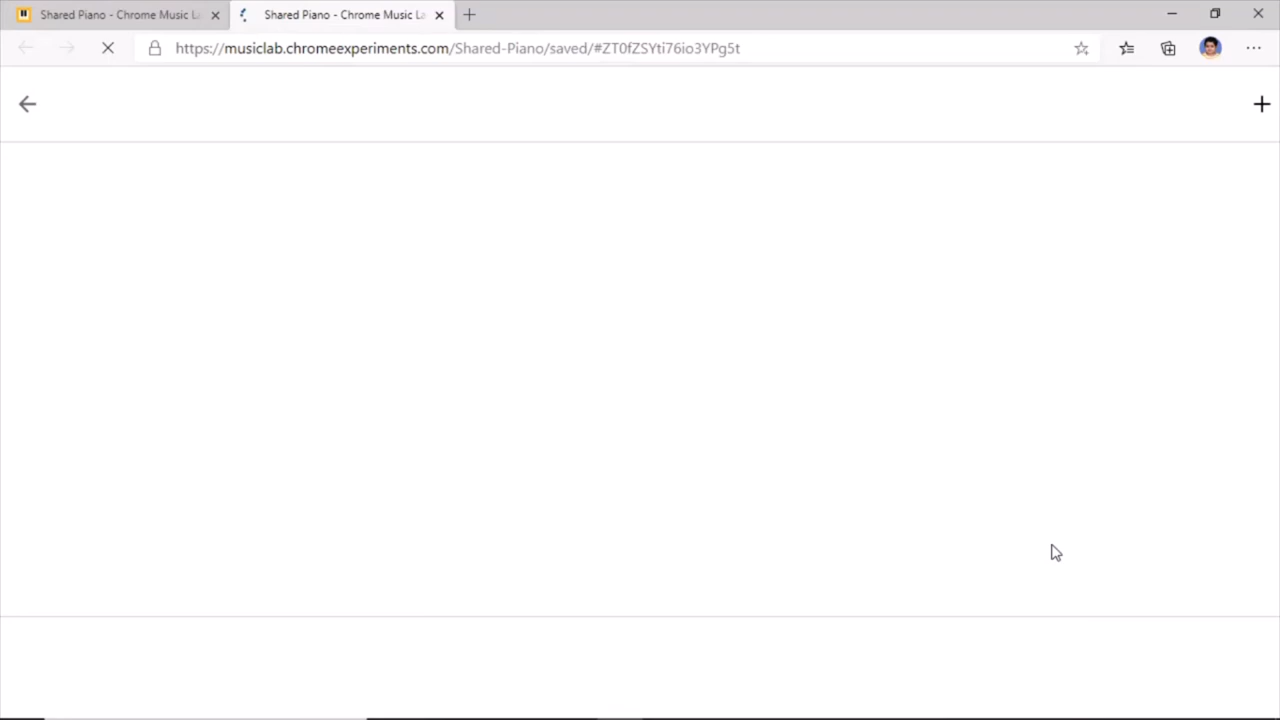 Shared Piano - Chrome Music La
Shared Piano - Chrome Music La
https://musiclab.chromeexperiments.com/Shared-Piano/saved/#ZT0fZSYti76io3YPg5t